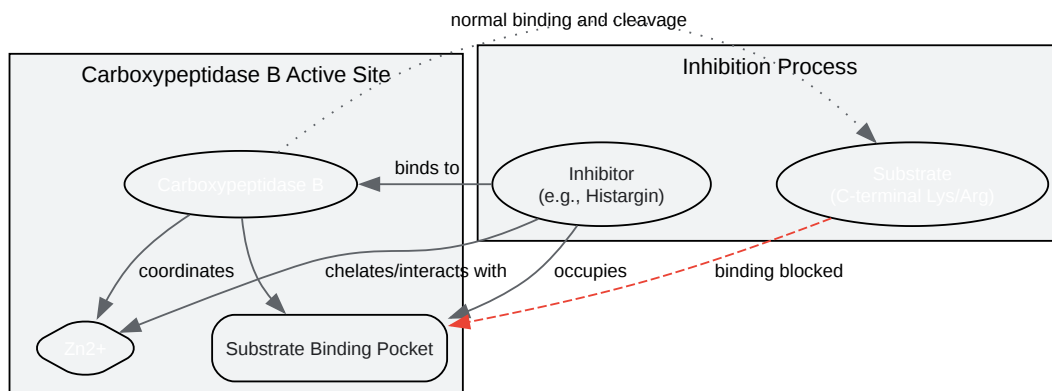 normal binding and cleavage
Carboxypeptidase B Active Site
Inhibition Process
Carboxypeptidase B
binds to
Inhibitor
(e.g., Histargin)
Substrate
(C-terminal Lys/Arg)
coordinates
chelates/interacts with
occupies
binding blocked
Zn2+
Substrate Binding Pocket